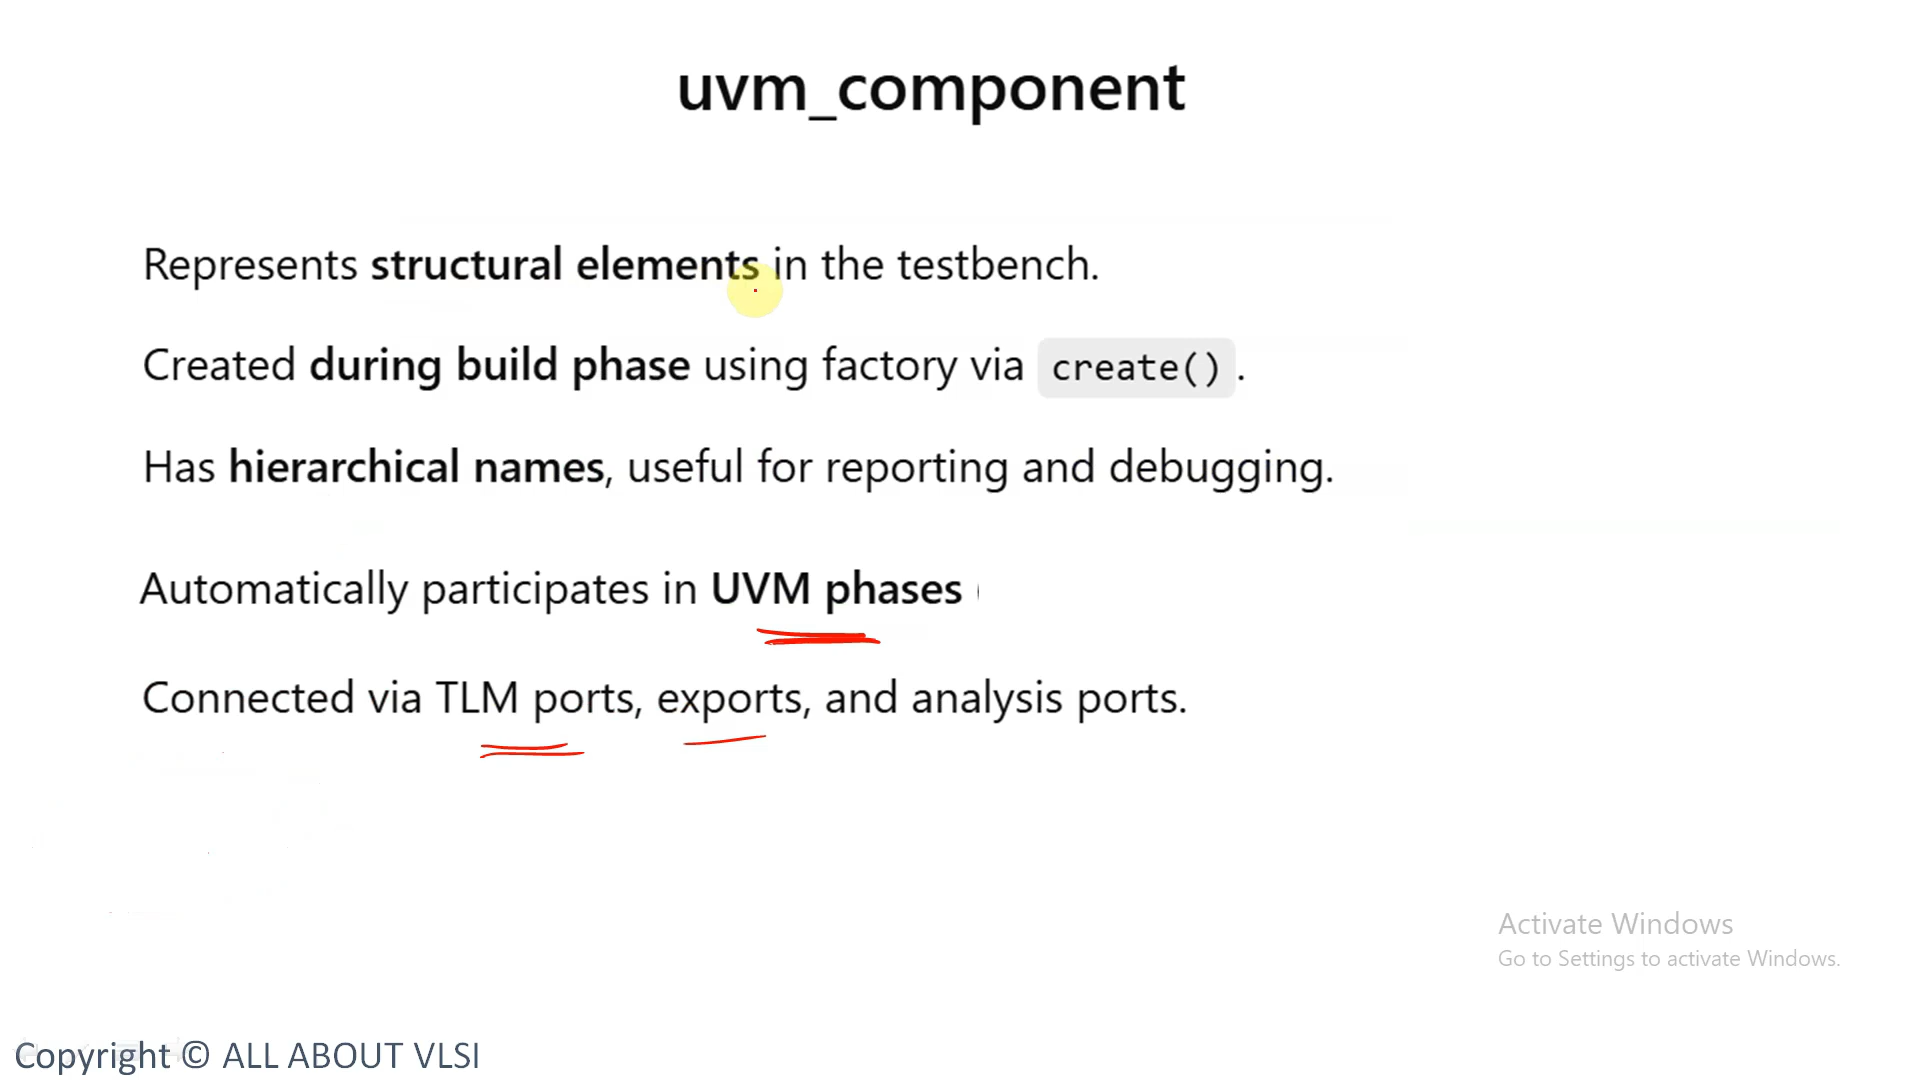 uvm_component
Represents structural elements in the testbench.
Created during build phase using factory via create().
Has hierarchical names, useful for reporting and debugging.
Automatically participates in UVM phases
Connected via TLM ports, exports, and analysis ports.
Activate Windows
Go to Settings to activate Windows.
Copyright © ALL ABOUT VLSI